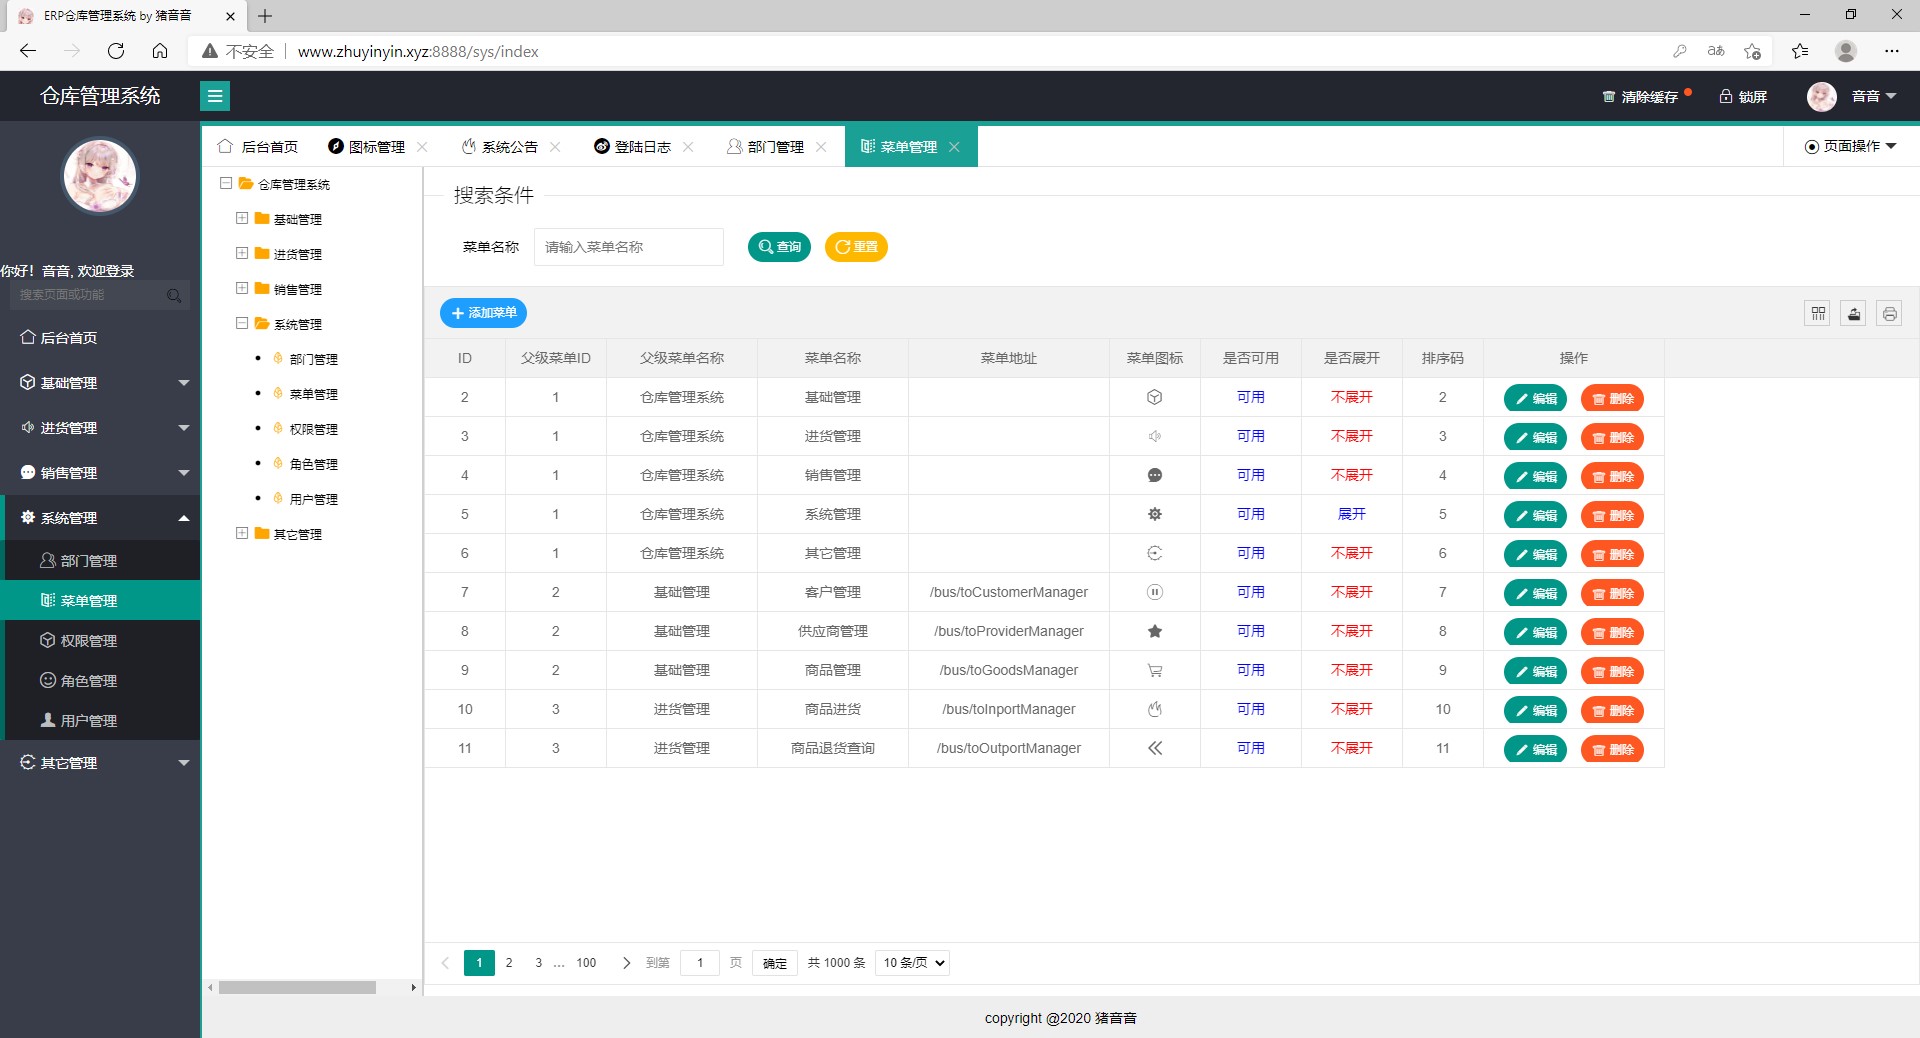 ERP仓库管理系统 by 猪音音
不安全 www.zhuyinyin.xyz:8888/sys/index
aあ
仓库管理系统 清除缓存 锁屏 音音
后台首页 图标管理 系统公告 登陆日志 部门管理 菜单管理 页面操作
你好！音音, 欢迎登录
搜索页面或功能
后台首页
基础管理
进货管理
销售管理
系统管理
部门管理
菜单管理
权限管理
角色管理
用户管理
其它管理
仓库管理系统
基础管理
进货管理
销售管理
系统管理
部门管理
菜单管理
权限管理
角色管理
用户管理
其它管理
搜索条件
菜单名称 请输入菜单名称 查询 重置
添加菜单
ID 父级菜单ID 父级菜单名称 菜单名称 菜单地址 菜单图标 是否可用 是否展开 排序码 操作
2 1 仓库管理系统 基础管理 可用 不展开 2 编辑 删除
3 1 仓库管理系统 进货管理 可用 不展开 3 编辑 删除
4 1 仓库管理系统 销售管理 可用 不展开 4 编辑 删除
5 1 仓库管理系统 系统管理 可用 展开 5 编辑 删除
6 1 仓库管理系统 其它管理 可用 不展开 6 编辑 删除
7 2 基础管理 客户管理 /bus/toCustomerManager 可用 不展开 7 编辑 删除
8 2 基础管理 供应商管理 /bus/toProviderManager 可用 不展开 8 编辑 删除
9 2 基础管理 商品管理 /bus/toGoodsManager 可用 不展开 9 编辑 删除
10 3 进货管理 商品进货 /bus/toInportManager 可用 不展开 10 编辑 删除
11 3 进货管理 商品退货查询 /bus/toOutportManager 可用 不展开 11 编辑 删除
1 2 3 … 100 到第 1 页 确定 共 1000 条 10 条/页
copyright @2020 猪音音